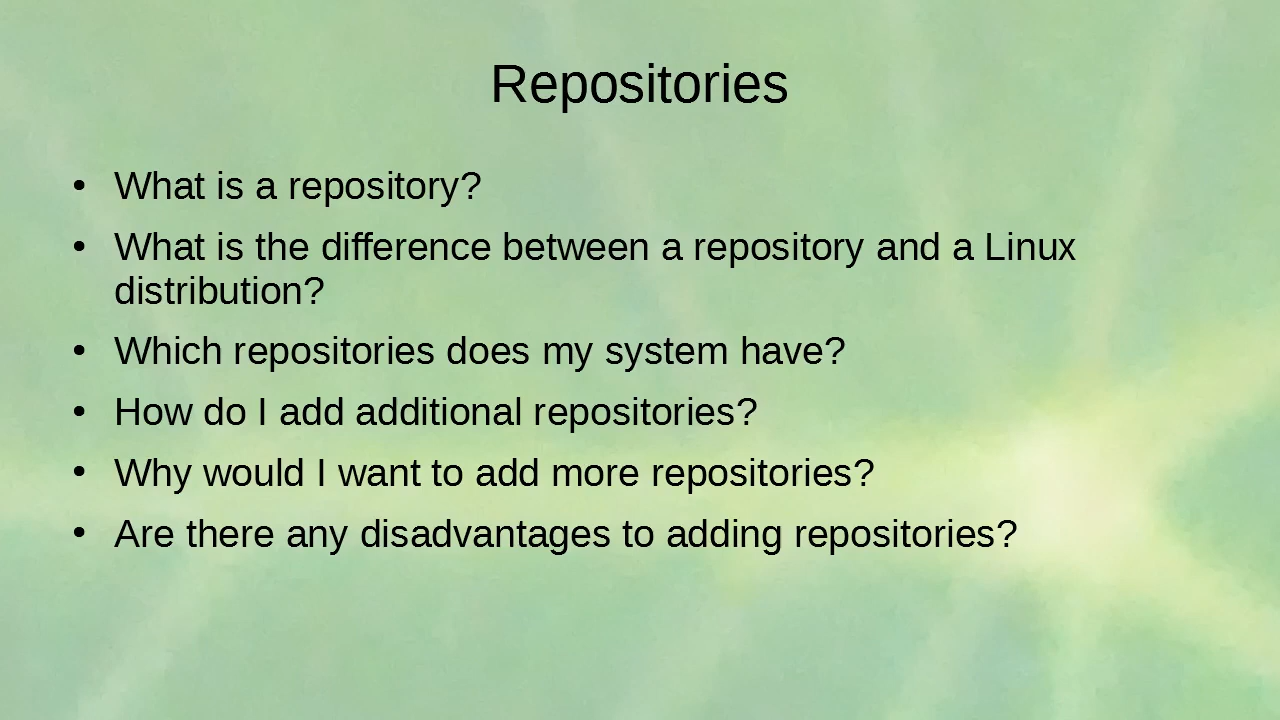 Repositories
• What is a repository?
• What is the difference between a repository and a Linux
distribution?
• Which repositories does my system have?
• How do I add additional repositories?
• Why would I want to add more repositories?
• Are there any disadvantages to adding repositories?